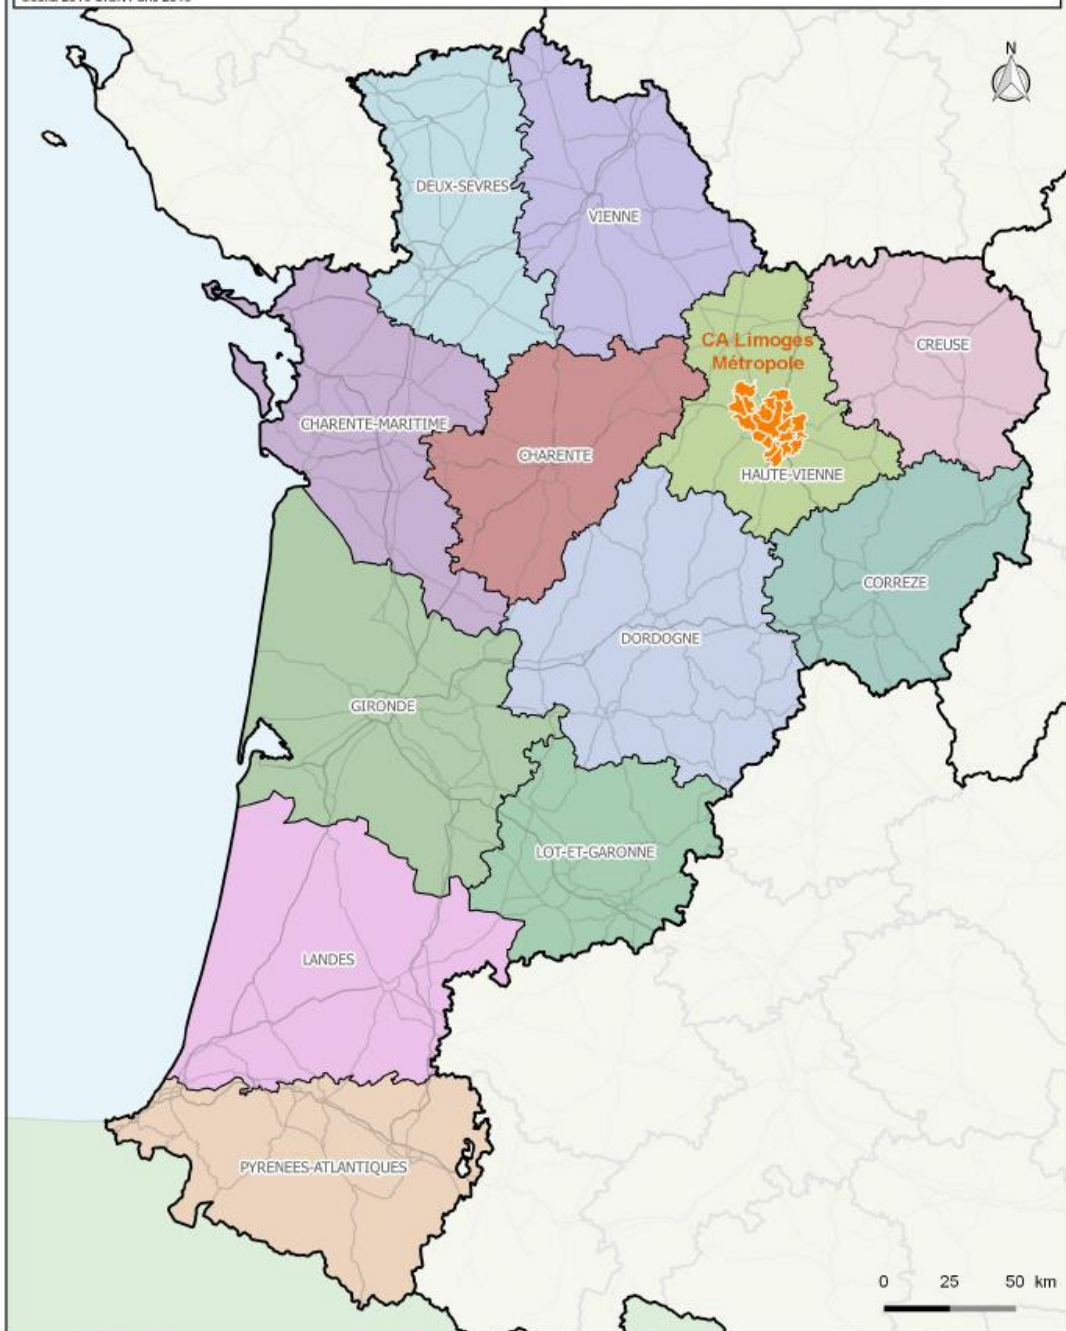 N
DEUX-SEVRES
VIENNE
CA Limoges
Métropole
CREUSE
CHARENTE-MARITIME
CHARENTE
HAUTE-VIENNE
CORREZE
DORDOGNE
GIRONDE
LOT-ET-GARONNE
LANDES
PYRENEES-ATLANTIQUES
0 25 50 km